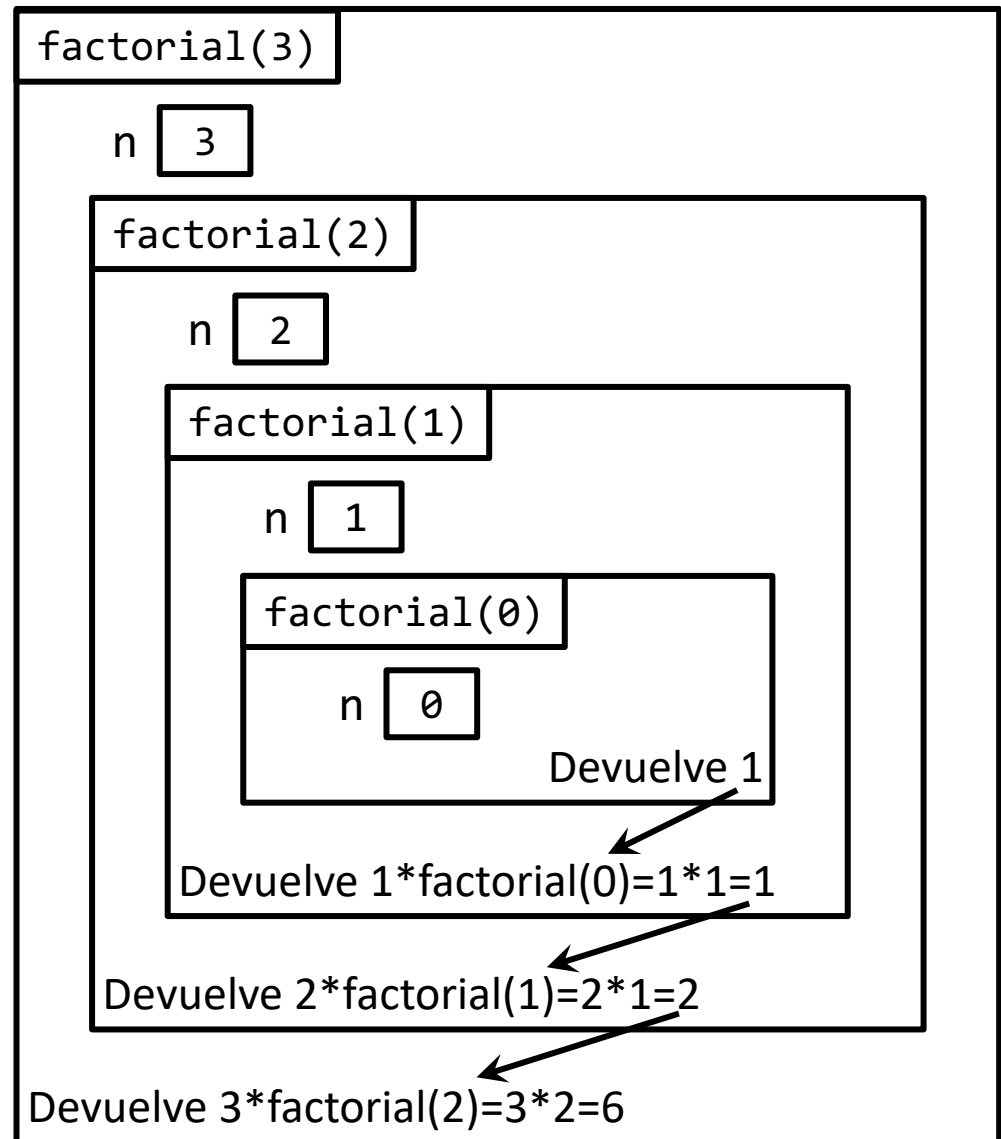 factorial(3)
n 3
factorial(2)
n 2
factorial(1)
n 1
factorial(0)
n 0
Devuelve 1
Devuelve 1*factorial(0)=1*1=1
Devuelve 2*factorial(1)=2*1=2
Devuelve 3*factorial(2)=3*2=6